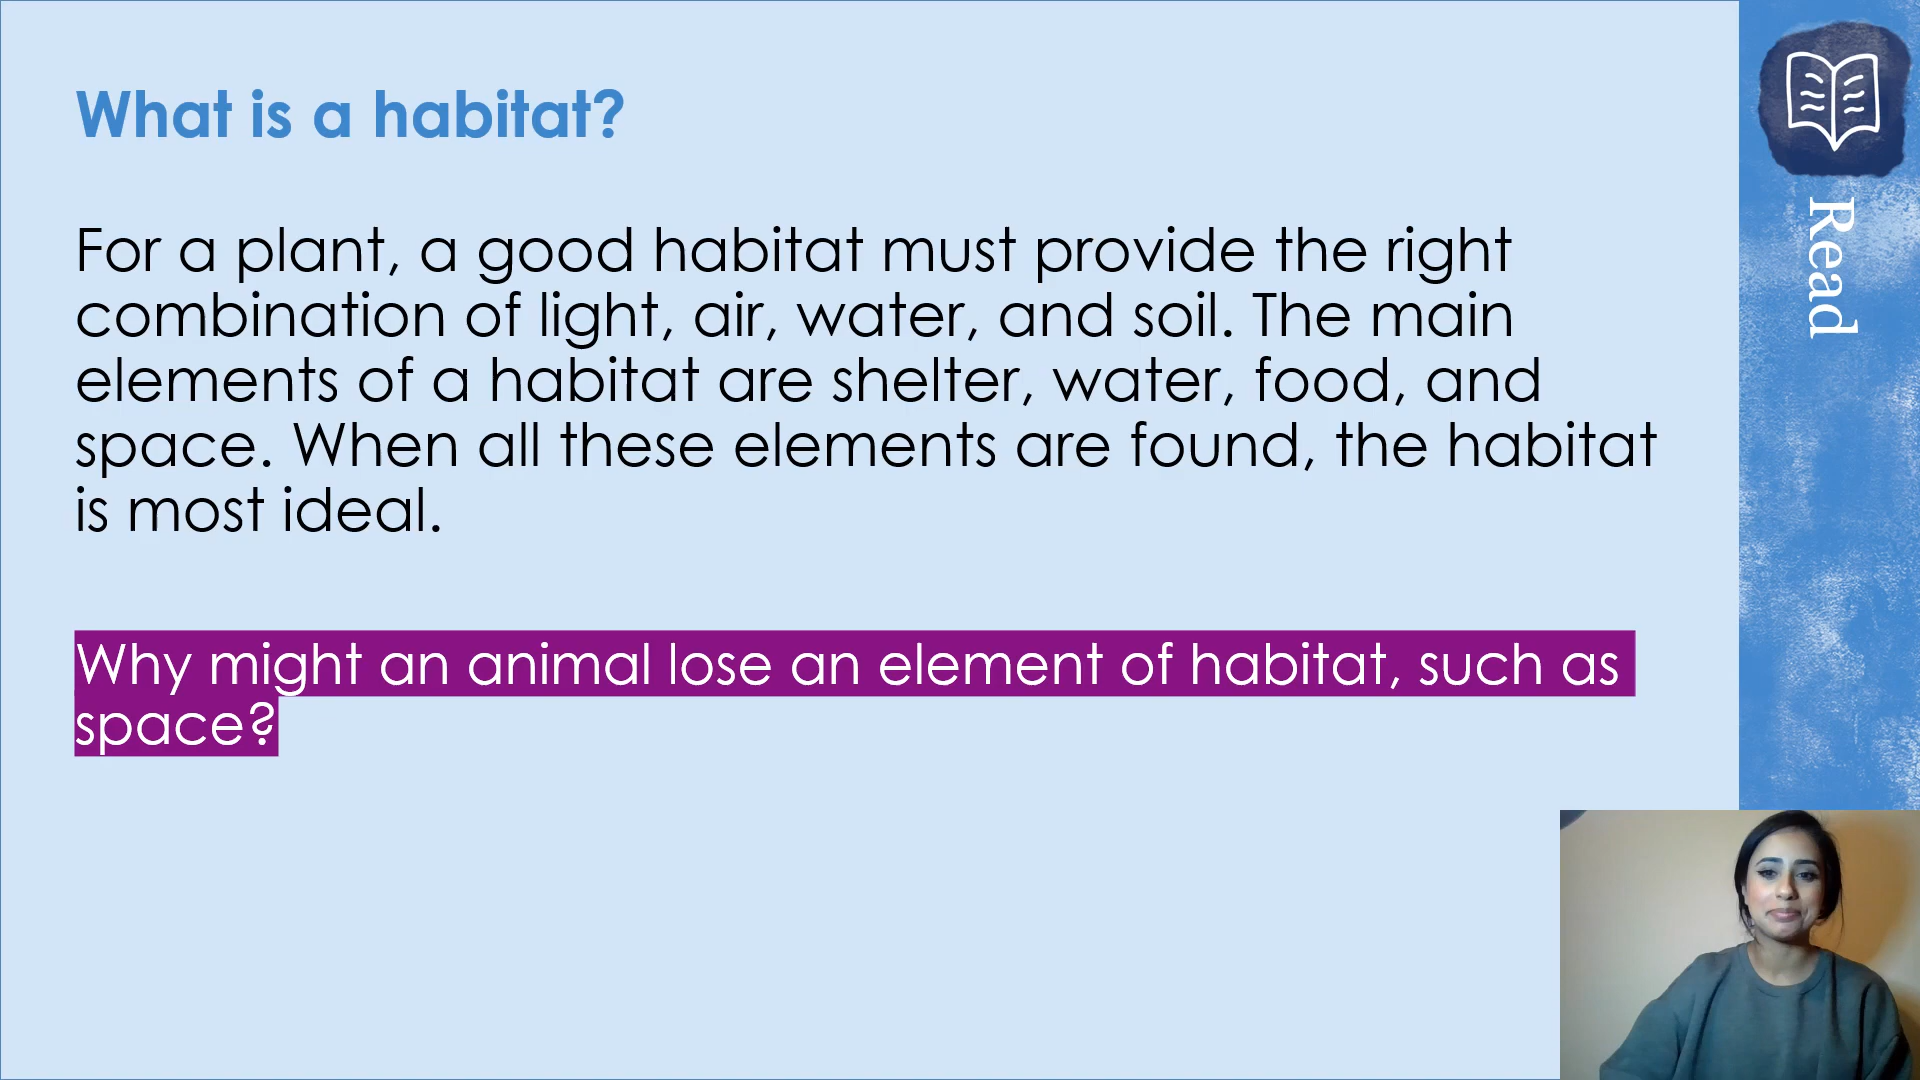 What is a habitat?
For a plant, a good habitat must provide the right
combination of light, air, water, and soil. The main
elements of a habitat are shelter, water, food, and
space. When all these elements are found, the habitat
is most ideal.
Why might an animal lose an element of habitat, such as
space?
Read